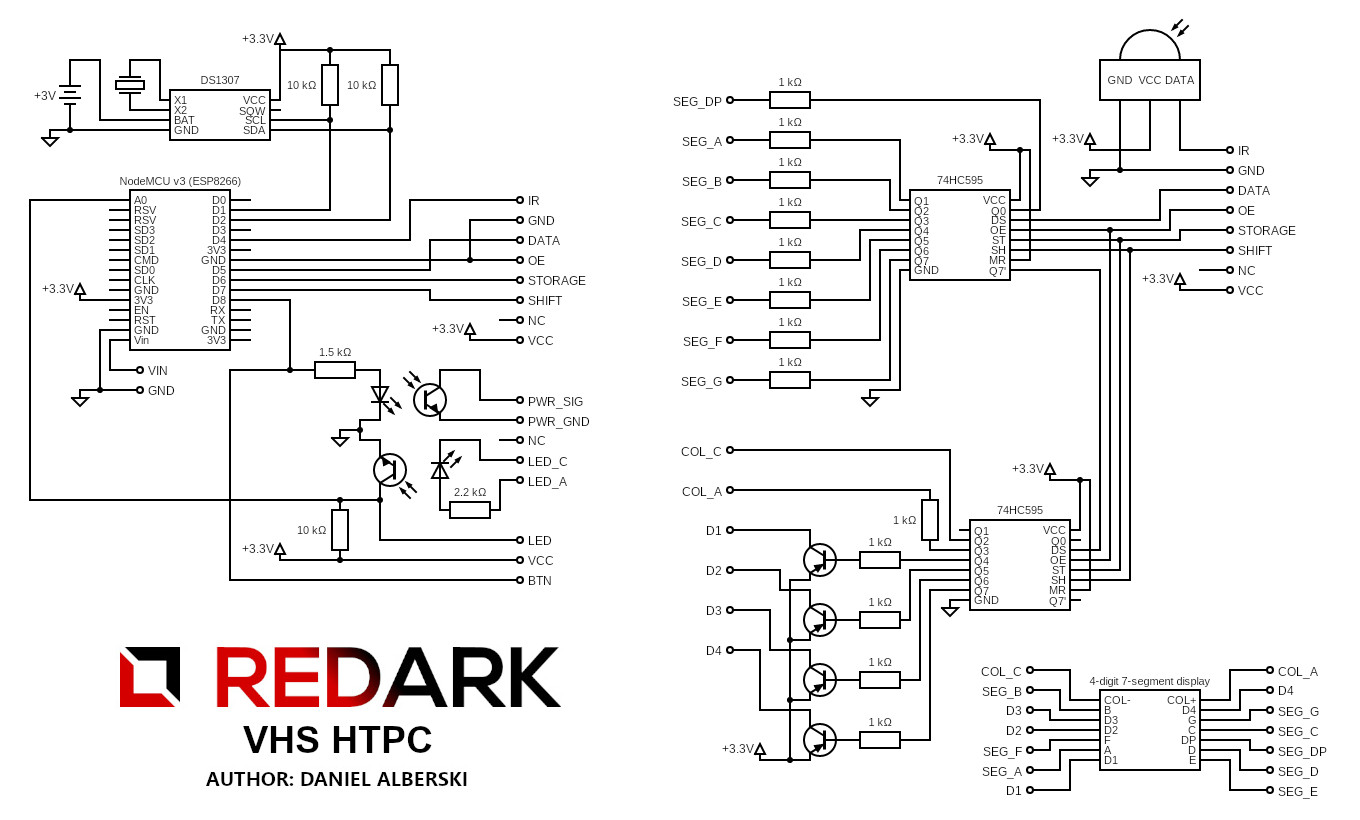 +3.3V
DS1307
10 kΩ
10 kΩ
+3V
X1
X2
BAT
GND
VCC
SQW
SCL
SDA
NodeMCU v3 (ESP8266)
A0
RSV
RSV
SD3
SD2
SD1
CMD
SD0
CLK
GND
3V3
EN
RST
GND
Vin
D0
D1
D2
D3
D4
3V3
GND
D5
D6
D7
D8
RX
TX
GND
3V3
+3.3V
VIN
GND
IR
GND
DATA
OE
STORAGE
SHIFT
NC
VCC
+3.3V
1.5 kΩ
PWR_SIG
PWR_GND
NC
LED_C
LED_A
2.2 kΩ
10 kΩ
+3.3V
LED
VCC
BTN
REDARK
VHS HTPC
AUTHOR: DANIEL ALBERSKI
SEG_DP
1 kΩ
SEG_A
1 kΩ
SEG_B
1 kΩ
SEG_C
1 kΩ
SEG_D
1 kΩ
SEG_E
1 kΩ
SEG_F
1 kΩ
SEG_G
1 kΩ
+3.3V
74HC595
Q1
Q2
Q3
Q4
Q5
Q6
Q7
GND
VCC
Q0
DS
OE
ST
SH
MR
Q7'
GND VCC DATA
+3.3V
IR
GND
DATA
OE
STORAGE
SHIFT
NC
VCC
+3.3V
COL_C
COL_A
1 kΩ
D1
1 kΩ
D2
1 kΩ
D3
1 kΩ
D4
1 kΩ
+3.3V
+3.3V
74HC595
Q1
Q2
Q3
Q4
Q5
Q6
Q7
GND
VCC
Q0
DS
OE
ST
SH
MR
Q7'
4-digit 7-segment display
COL_C
SEG_B
D3
D2
SEG_F
SEG_A
D1
COL-
B
D3
D2
F
A
D1
COL+
D4
G
C
DP
D
E
COL_A
D4
SEG_G
SEG_C
SEG_DP
SEG_D
SEG_E